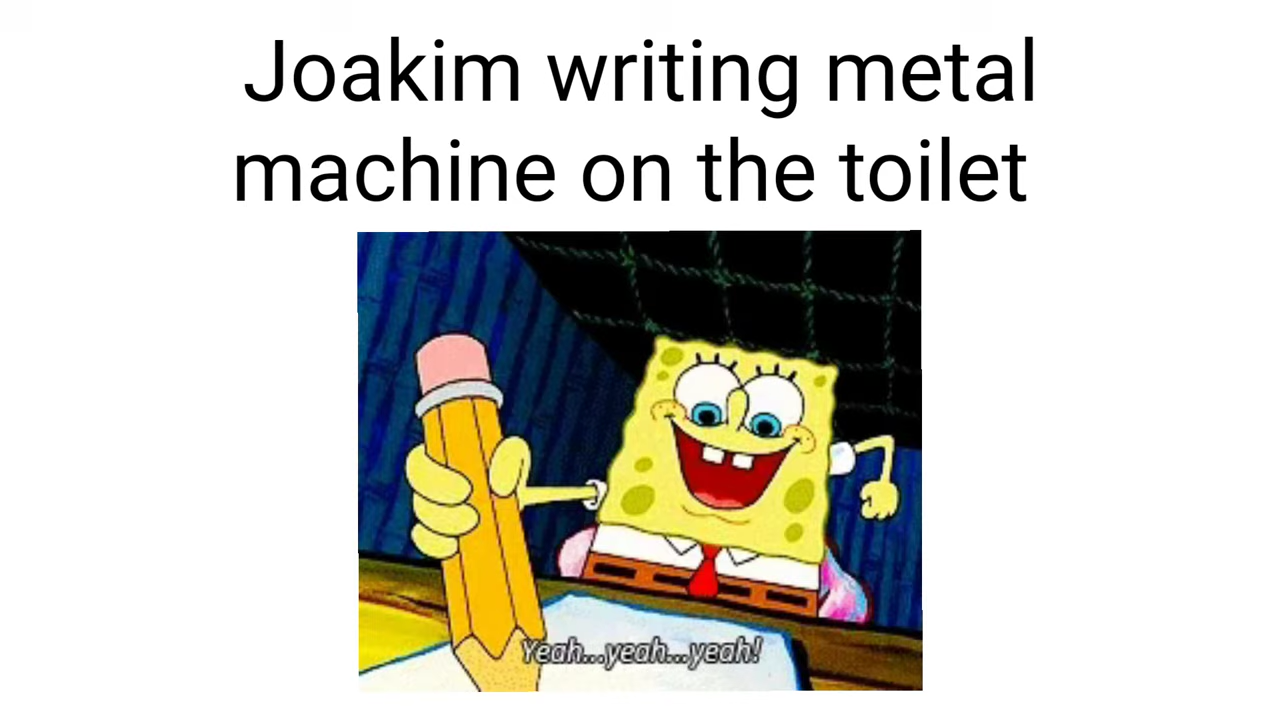 Joakim writing metal
machine on the toilet
Yeah...yeah...yeah!